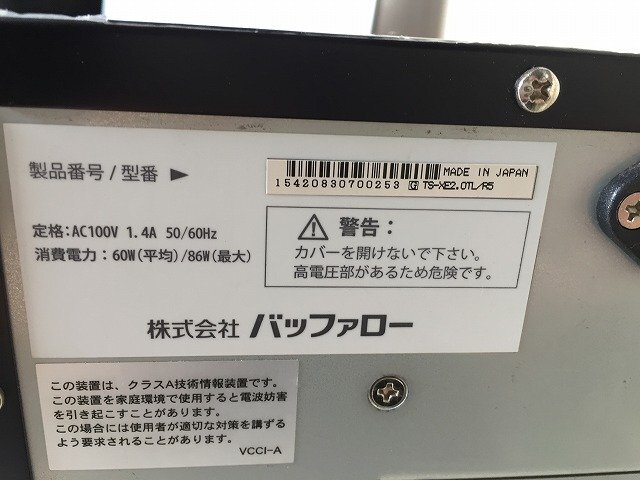 製品番号/型番 ▶
MADE IN JAPAN
15420830700253 G TS-XE2.0TL/R5
定格:AC100V 1.4A 50/60Hz
消費電力:60W(平均)/86W(最大)
警告:
カバーを開けないで下さい。
高電圧部があるため危険です。
株式会社 バッファロー
この装置は、クラスA技術情報装置です。
この装置を家庭環境で使用すると電波妨害
を引き起こすことがあります。
この場合には使用者が適切な対策を講ずる
よう要求されることがあります。
VCCI-A